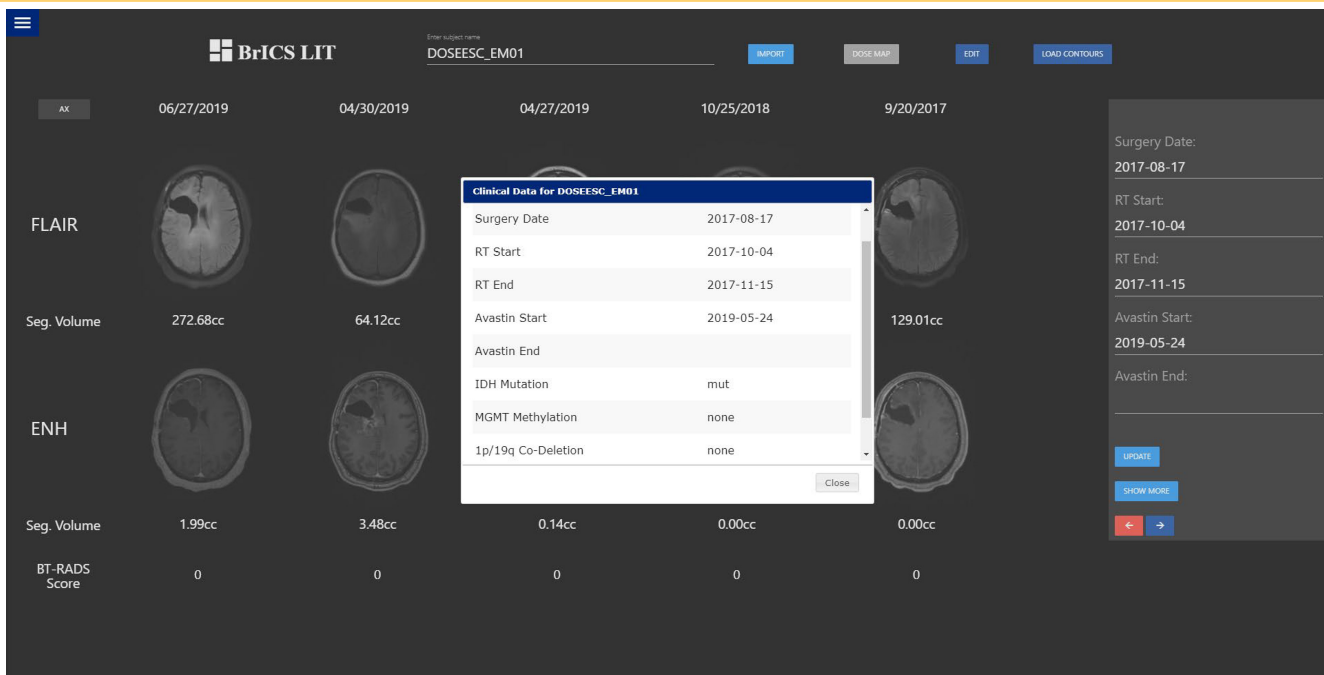 BrICS LIT
Enter subject name
DOSEESC_EM01
IMPORT
DOSE MAP
EDIT
LOAD CONTOURS
AX
06/27/2019
04/30/2019
04/27/2019
10/25/2018
9/20/2017
FLAIR
Seg. Volume
272.68cc
64.12cc
129.01cc
ENH
Seg. Volume
1.99cc
3.48cc
0.14cc
0.00cc
0.00cc
BT-RADS
Score
0
0
0
0
0
Clinical Data for DOSEESC_EM01
Surgery Date 2017-08-17
RT Start 2017-10-04
RT End 2017-11-15
Avastin Start 2019-05-24
Avastin End
IDH Mutation mut
MGMT Methylation none
1p/19q Co-Deletion none
Close
Surgery Date:
2017-08-17
RT Start:
2017-10-04
RT End:
2017-11-15
Avastin Start:
2019-05-24
Avastin End:
UPDATE
SHOW MORE